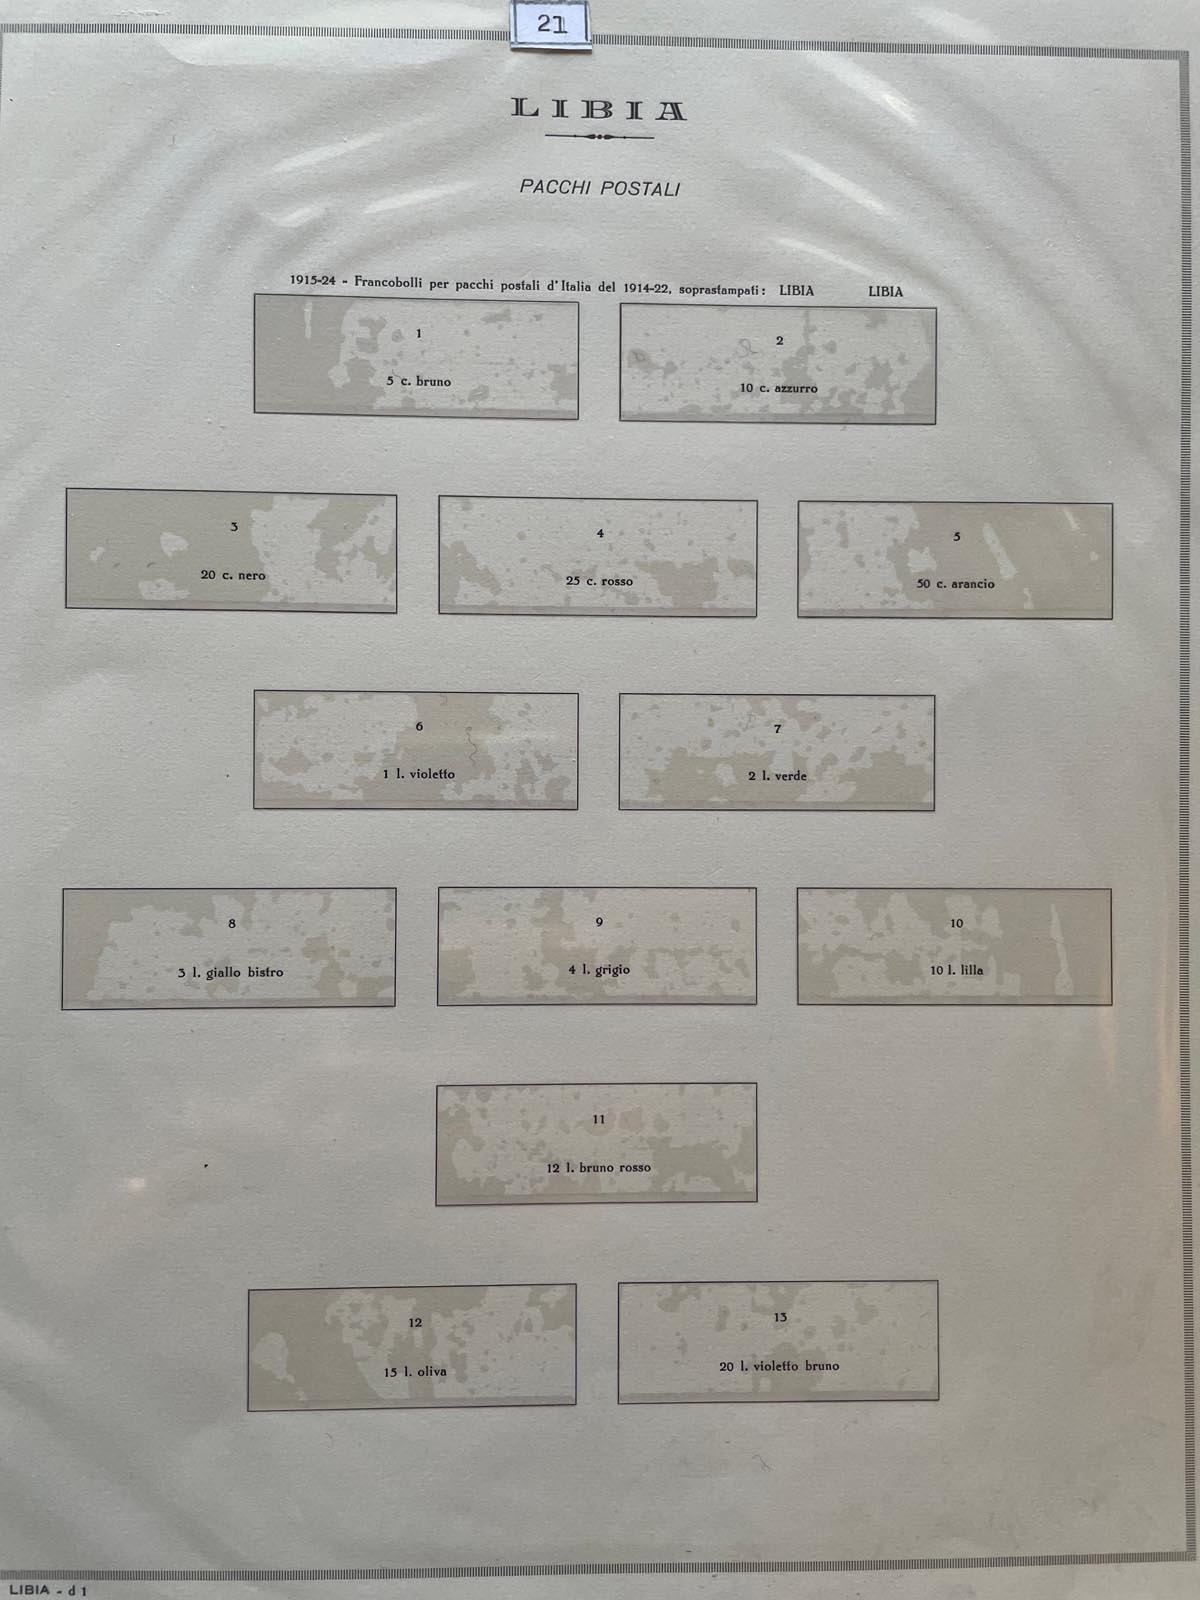 21
LIBIA
PACCHI POSTALI
1915-24 - Francobolli per pacchi postali d'Italia del 1914-22, soprastampati: LIBIA LIBIA
1
5 c. bruno
2
10 c. azzurro
3
20 c. nero
4
25 c. rosso
5
50 c. arancio
6
1 l. violetto
7
2 l. verde
8
3 l. giallo bistro
9
4 l. grigio
10
10 l. lilla
11
12 l. bruno rosso
12
15 l. oliva
13
20 l. violetto bruno
LIBIA - d 1